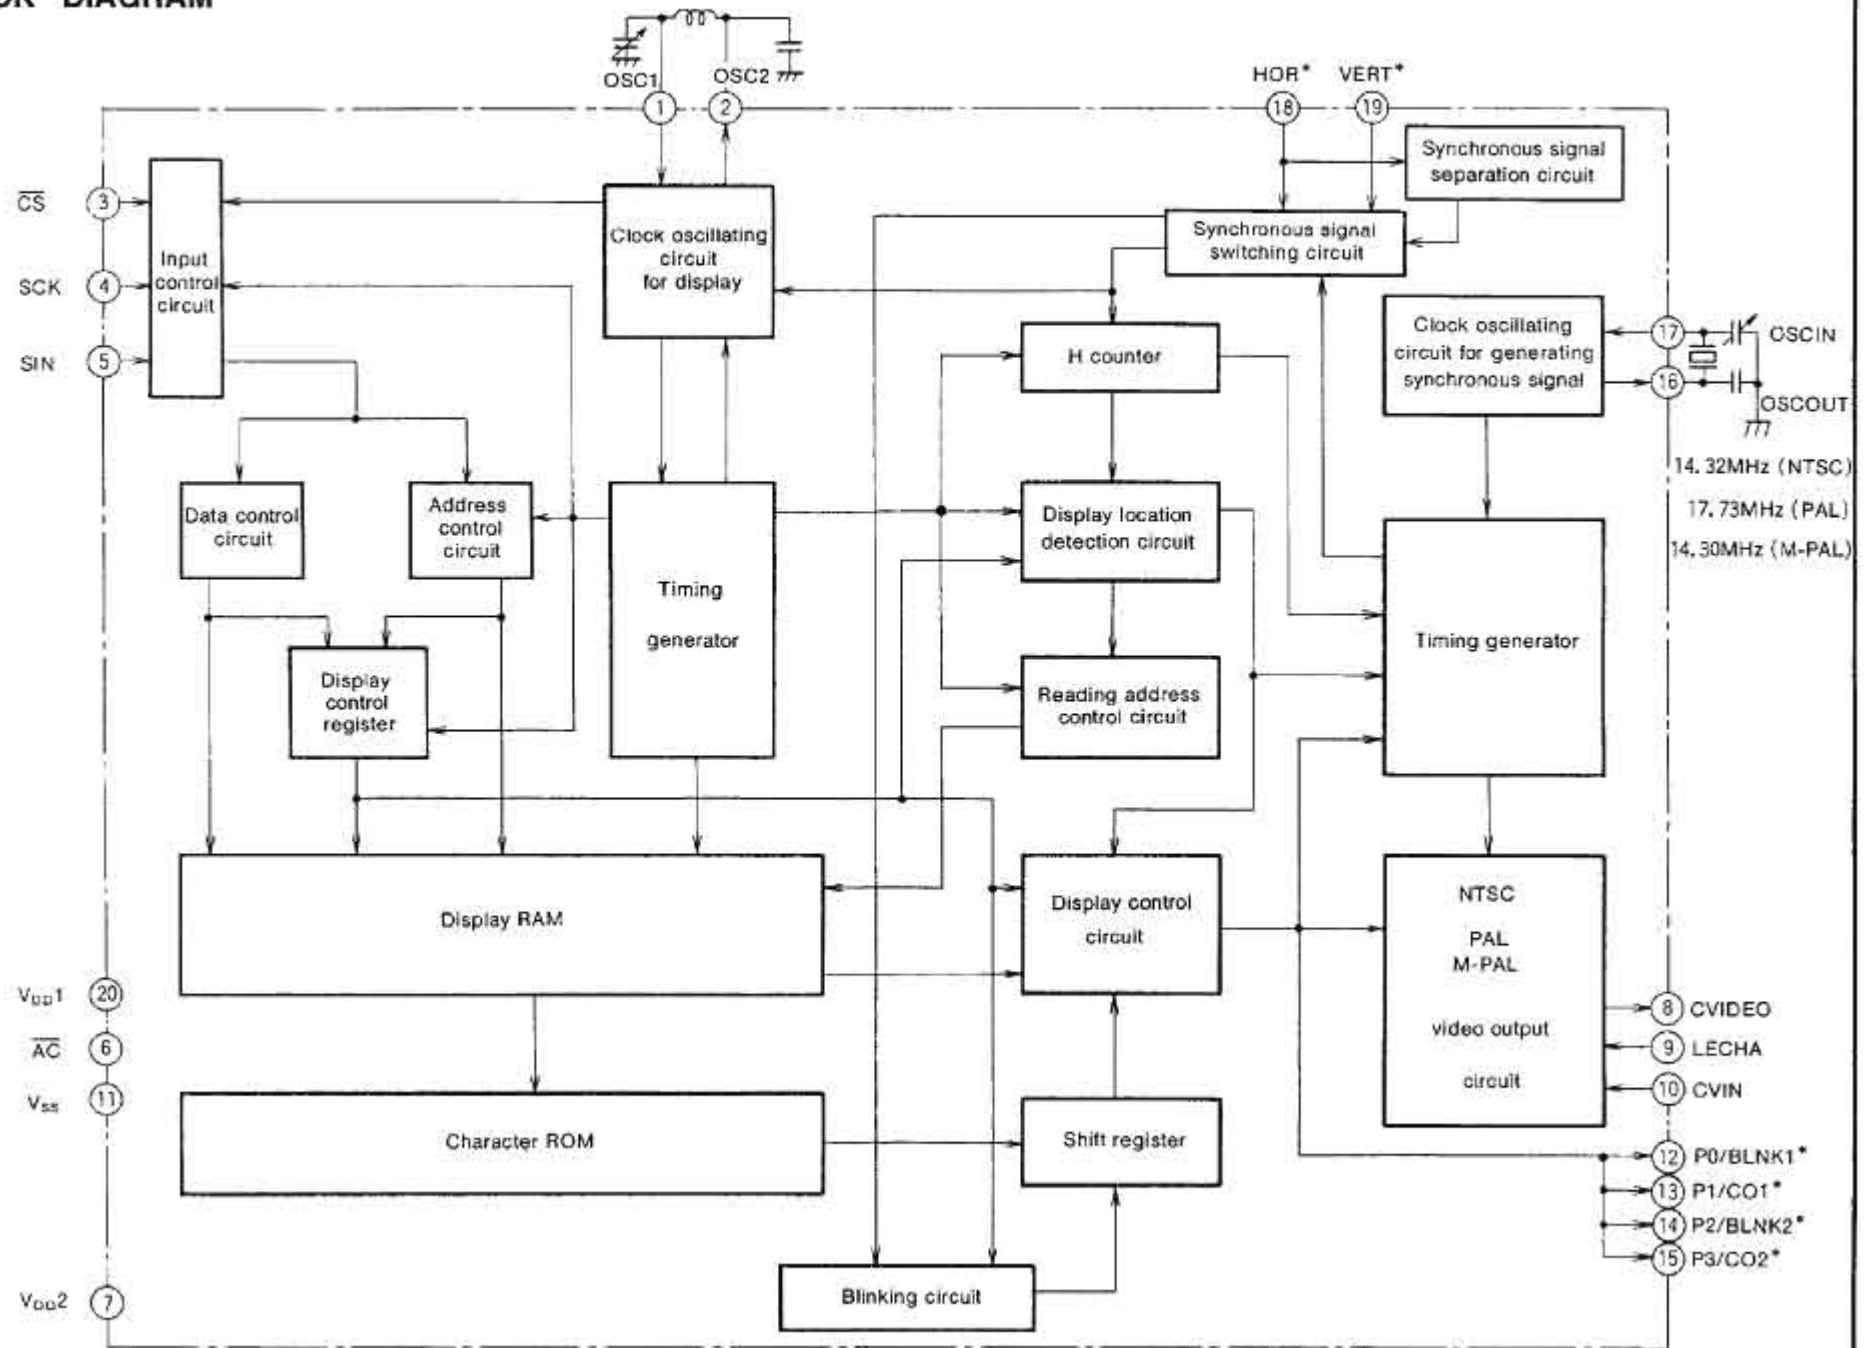 DIAGRAM
OSC1
OSC2
HOR*
VERT*
1
2
18
19
Synchronous signal
separation circuit
CS
3
Clock oscillating
circuit
for display
Synchronous signal
switching circuit
Input
control
circuit
SCK
4
SIN
5
H counter
Clock oscillating
circuit for generating
synchronous signal
17
OSCIN
16
OSCOUT
14.32MHz (NTSC)
17.73MHz (PAL)
14.30MHz (M-PAL)
Data control
circuit
Address
control
circuit
Timing
generator
Display location
detection circuit
Timing generator
Display
control
register
Reading address
control circuit
Display RAM
Display control
circuit
NTSC
PAL
M-PAL
video output
circuit
VDD1
20
AC
6
VSS
11
8
CVIDEO
9
LECHA
10
CVIN
Character ROM
Shift register
12
P0/BLNK1*
13
P1/CO1*
14
P2/BLNK2*
15
P3/CO2*
Blinking circuit
VDD2
7